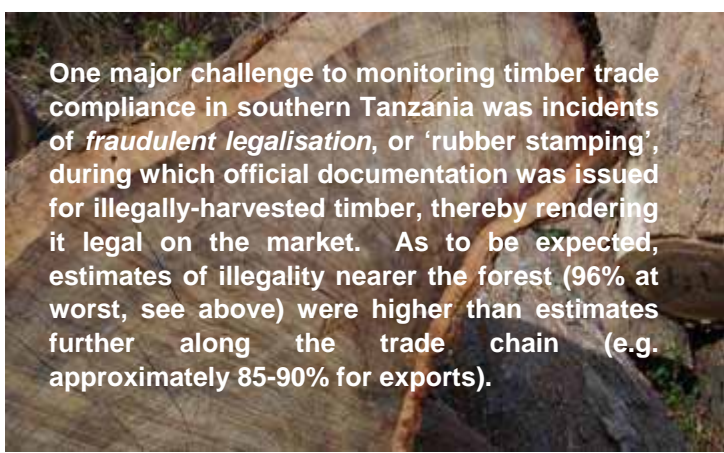 One major challenge to monitoring timber trade
compliance in southern Tanzania was incidents
of fraudulent legalisation, or ‘rubber stamping’,
during which official documentation was issued
for illegally-harvested timber, thereby rendering
it legal on the market. As to be expected,
estimates of illegality nearer the forest (96% at
worst, see above) were higher than estimates
further along the trade chain (e.g.
approximately 85-90% for exports).